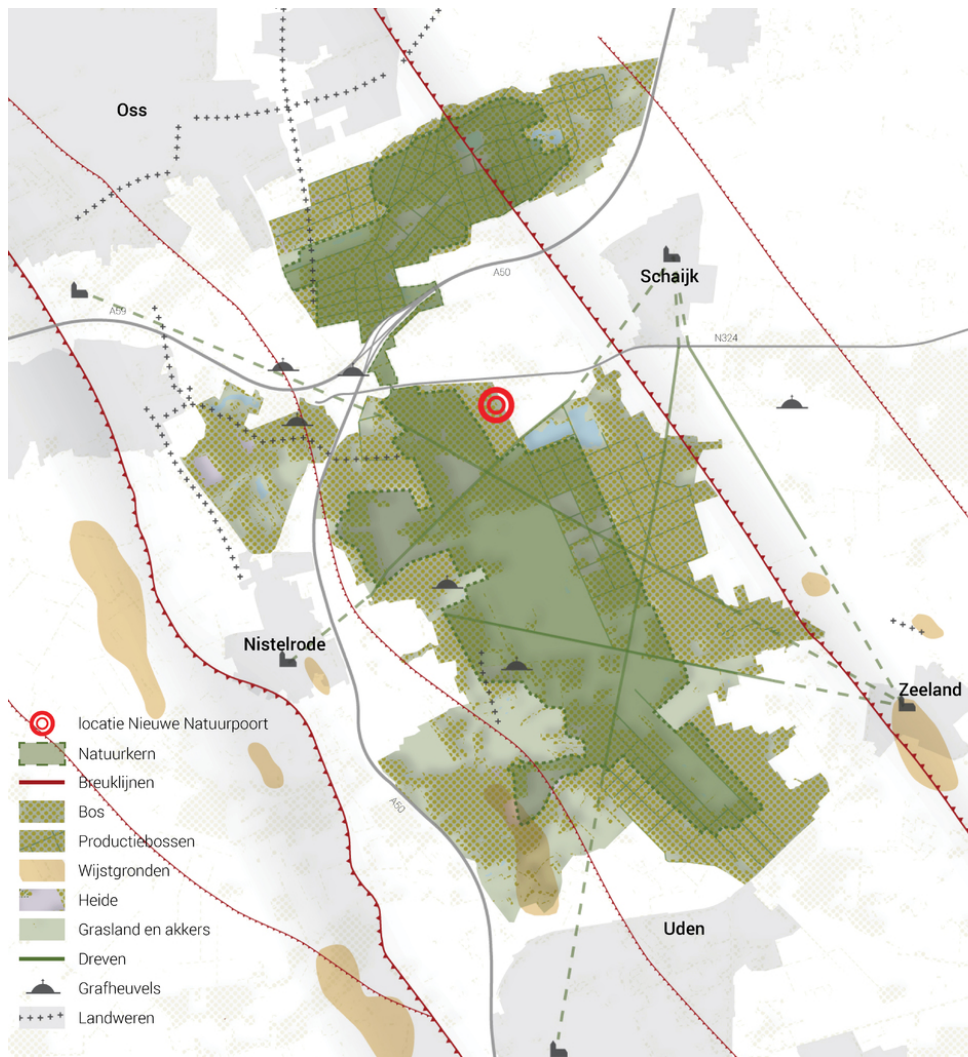 Oss
A50
Schaijk
A59
N324
Nistelrode
Zeeland
locatie Nieuwe Natuurpoort
Natuurkern
Breuklijnen
A50
Bos
Productiebossen
Wijstgronden
Heide
Grasland en akkers
Uden
Dreven
Grafheuvels
Landweren